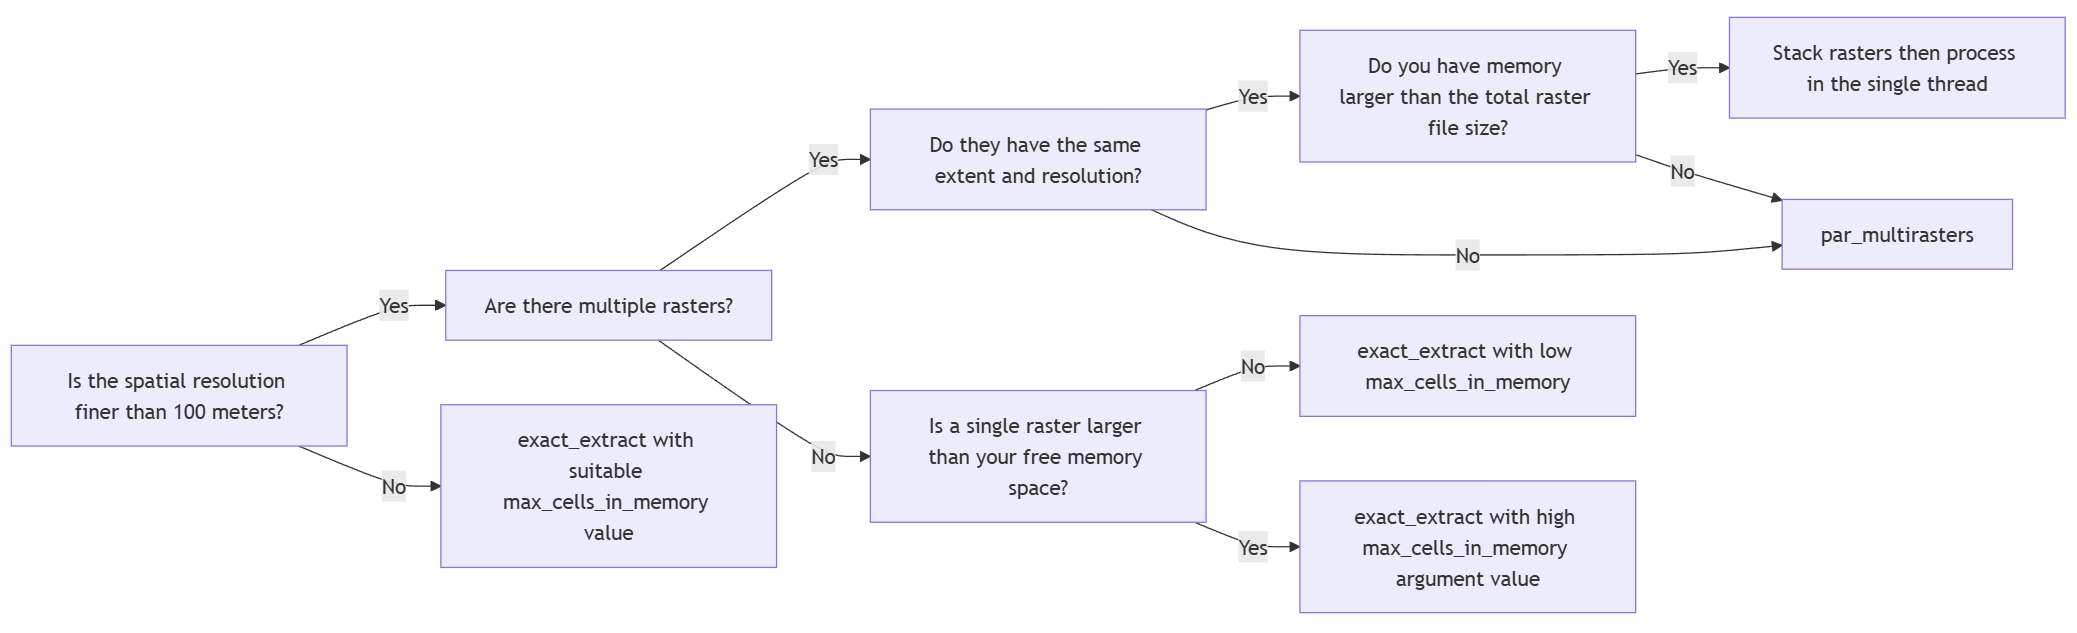 Is the spatial resolution
finer than 100 meters?
Yes
No
Are there multiple rasters?
exact_extract with
suitable
max_cells_in_memory
value
Yes
No
Do they have the same
extent and resolution?
Is a single raster larger
than your free memory
space?
Yes
No
No
Yes
Do you have memory
larger than the total raster
file size?
exact_extract with low
max_cells_in_memory
exact_extract with high
max_cells_in_memory
argument value
Yes
No
Stack rasters then process
in the single thread
par_multirasters